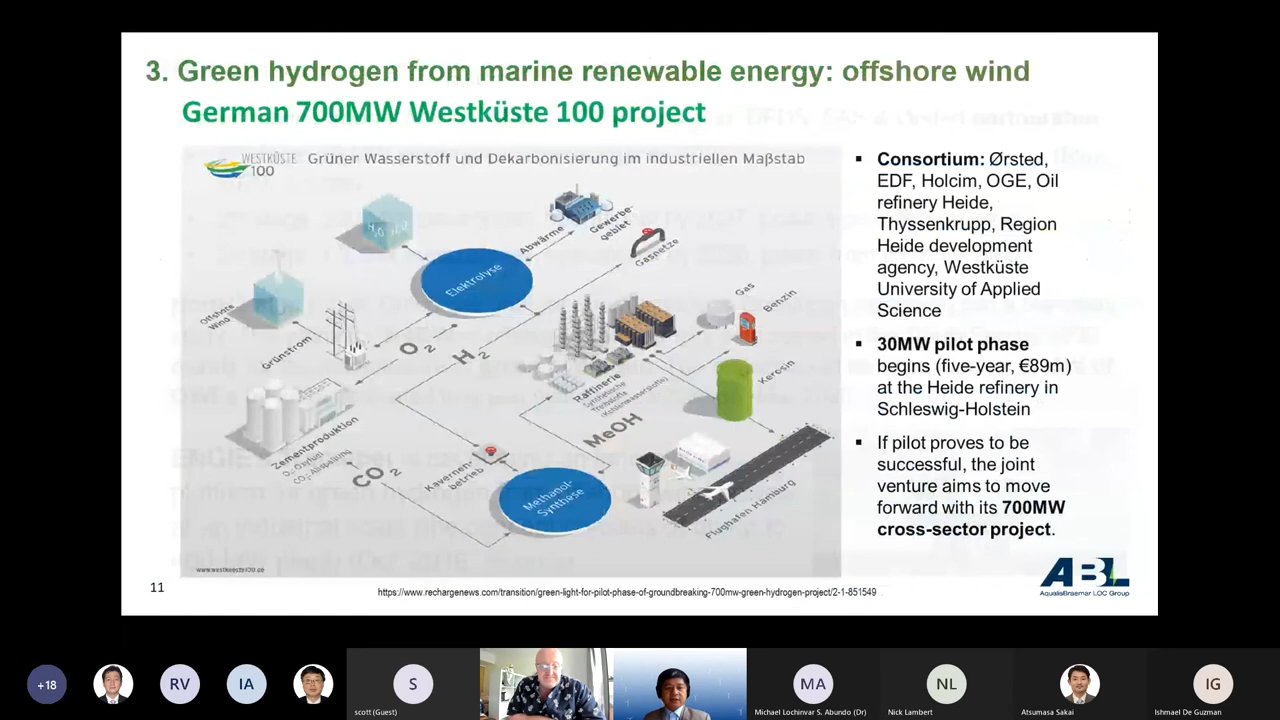 3. Green hydrogen from marine renewable energy: offshore wind
German 700MW Westküste 100 project
WESTKÜSTE
100
Grüner Wasserstoff und Dekarbonisierung im industriellen Maßstab
Elektrolyse
Abwärme
Gewerbe-
gebiet
Gasnetze
Offshore
Wind
Grünstrom
O2
H2
Gas
Benzin
Raffinerie
Synthetische
Treibstoffe
(Kohlenwasserstoffe)
Kerosin
Zementproduktion
MeOH
CO2
Kavernen-
betrieb
Methanol-
Synthese
Flughafen Hamburg
www.westkueste100.de
▪ Consortium: Ørsted,
EDF, Holcim, OGE, Oil
refinery Heide,
Thyssenkrupp, Region
Heide development
agency, Westküste
University of Applied
Science
▪ 30MW pilot phase
begins (five-year, €89m)
at the Heide refinery in
Schleswig-Holstein
▪ If pilot proves to be
successful, the joint
venture aims to move
forward with its 700MW
cross-sector project.
11
https://www.rechargenews.com/transition/green-light-for-pilot-phase-of-groundbreaking-700mw-green-hydrogen-project/2-1-851549
ABL
AqualisBraemar LOC Group
+18
RV
IA
S
scott (Guest)
MA
Michael Lochinvar S. Abundo (Dr)
NL
Nick Lambert
Atsumasa Sakai
IG
Ishmael De Guzman